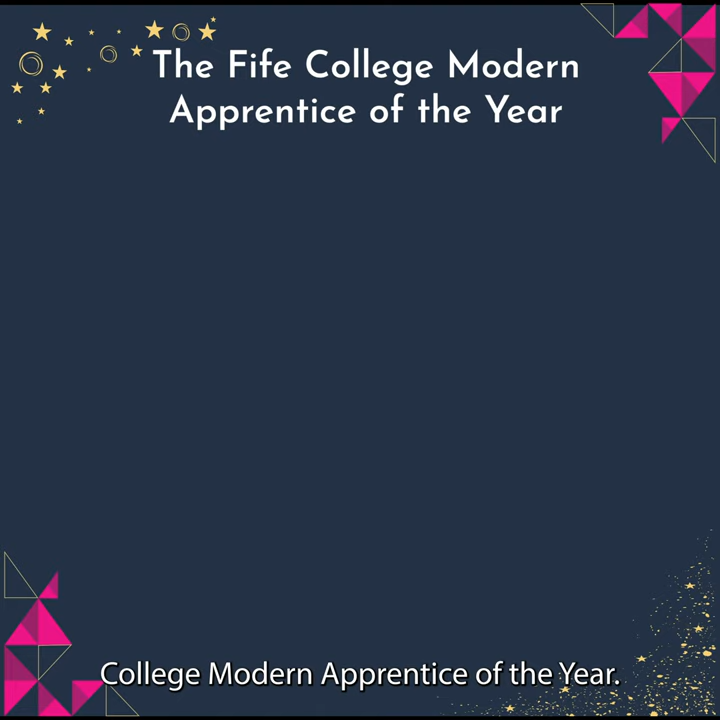 The Fife College Modern
Apprentice of the Year
College Modern Apprentice of the Year.